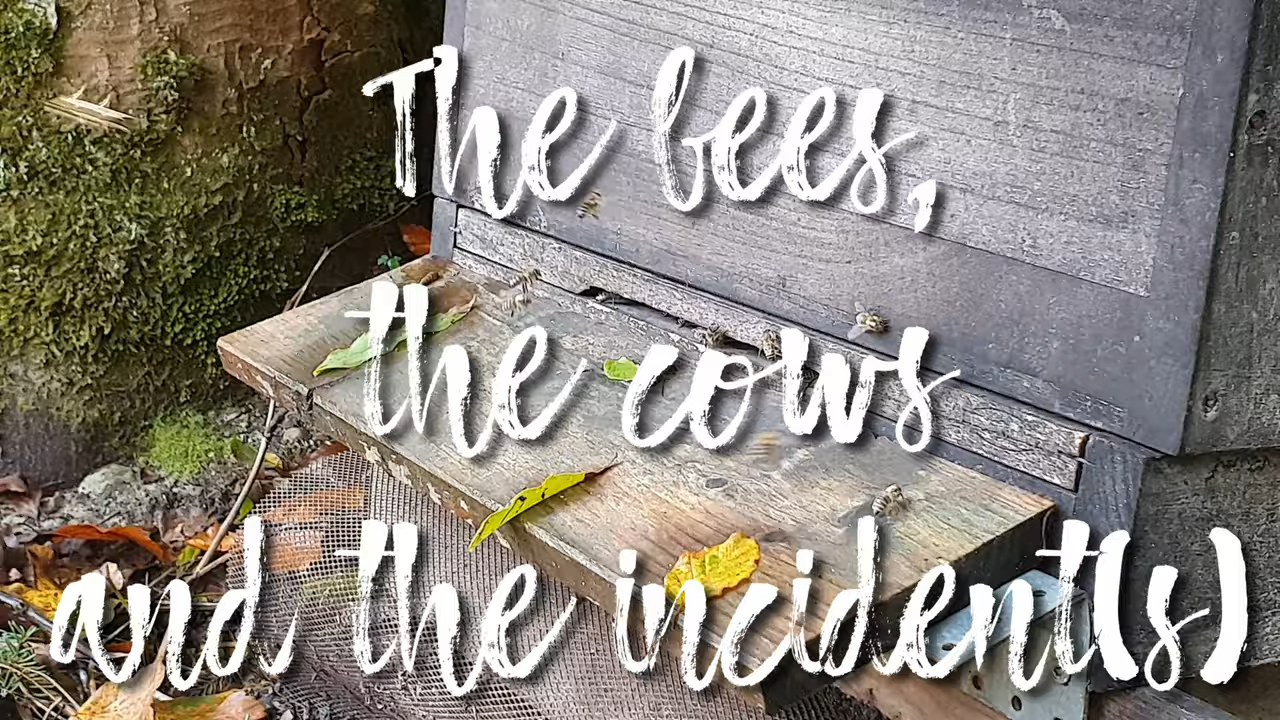 The bees,
the cows
and the incident(s)